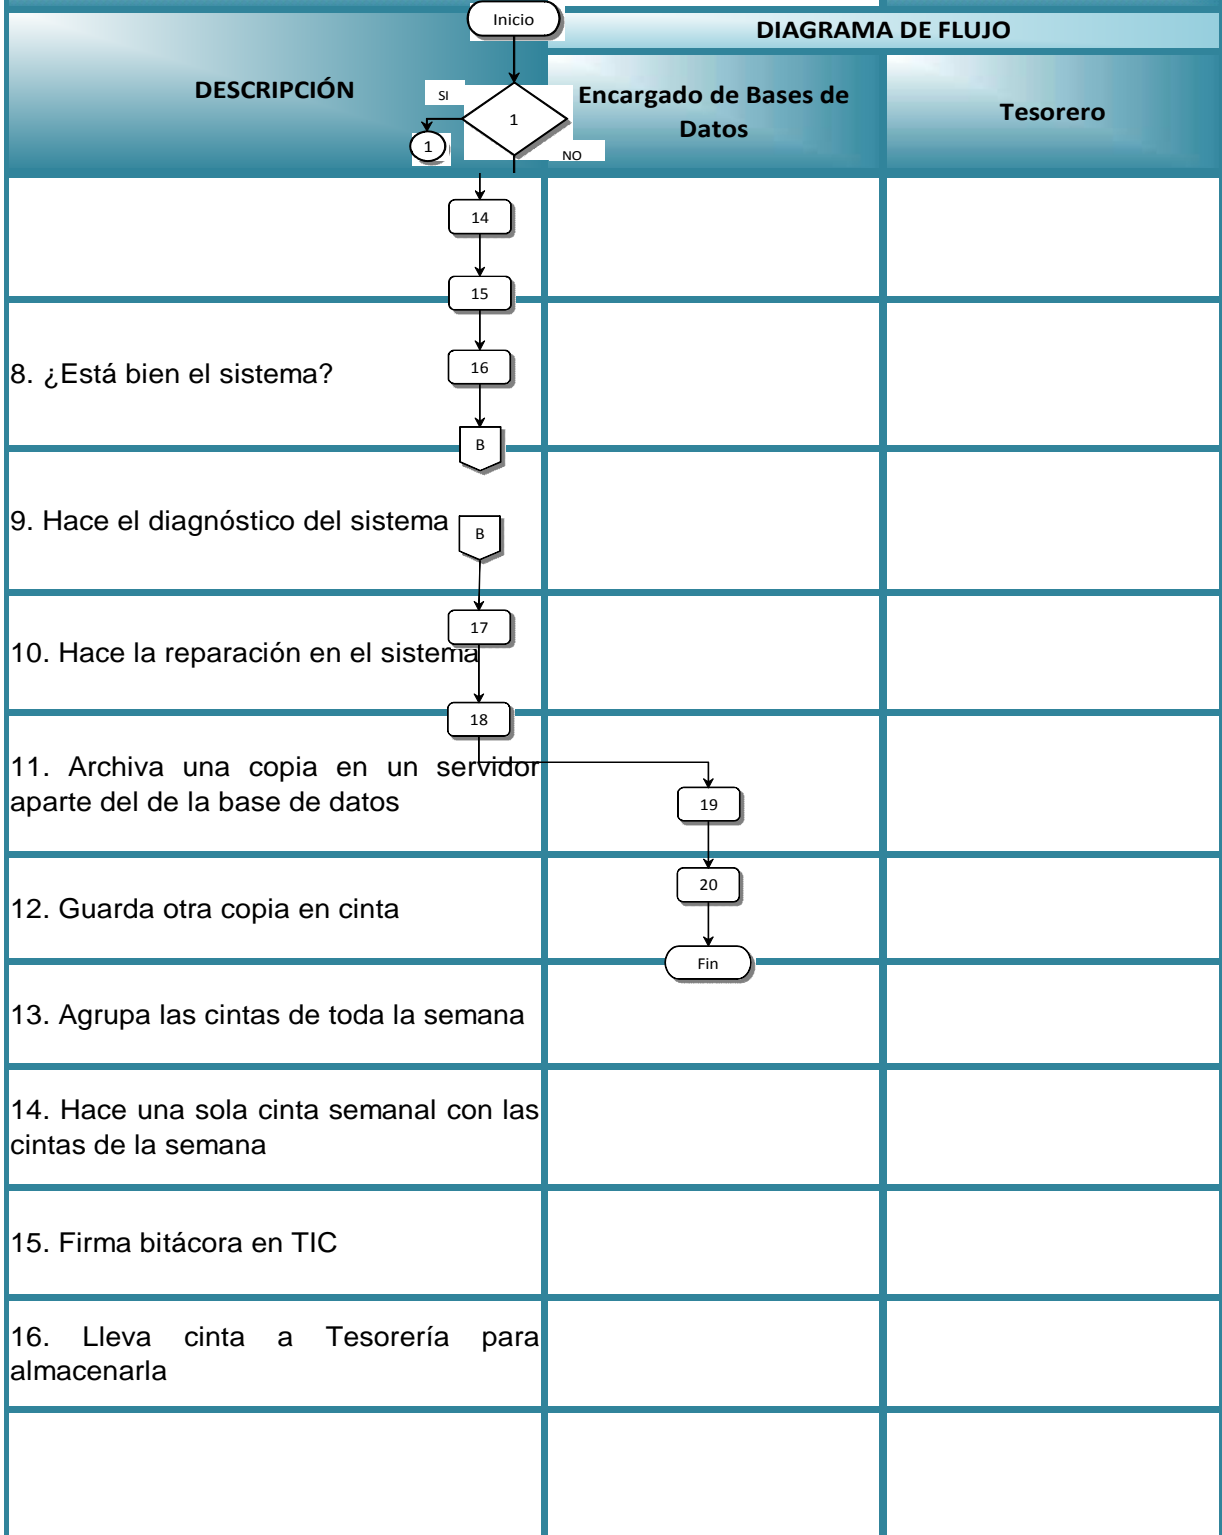 Inicio
DIAGRAMA DE FLUJO
DESCRIPCIÓN
Encargado de Bases de
Datos
Tesorero
SI
1
1
NO
14
15
8. ¿Está bien el sistema?
16
B
9. Hace el diagnóstico del sistema
B
17
10. Hace la reparación en el sistema
18
11. Archiva una copia en un servidor
aparte del de la base de datos
19
12. Guarda otra copia en cinta
20
Fin
13. Agrupa las cintas de toda la semana
14. Hace una sola cinta semanal con las
cintas de la semana
15. Firma bitácora en TIC
16. Lleva cinta a Tesorería para
almacenarla